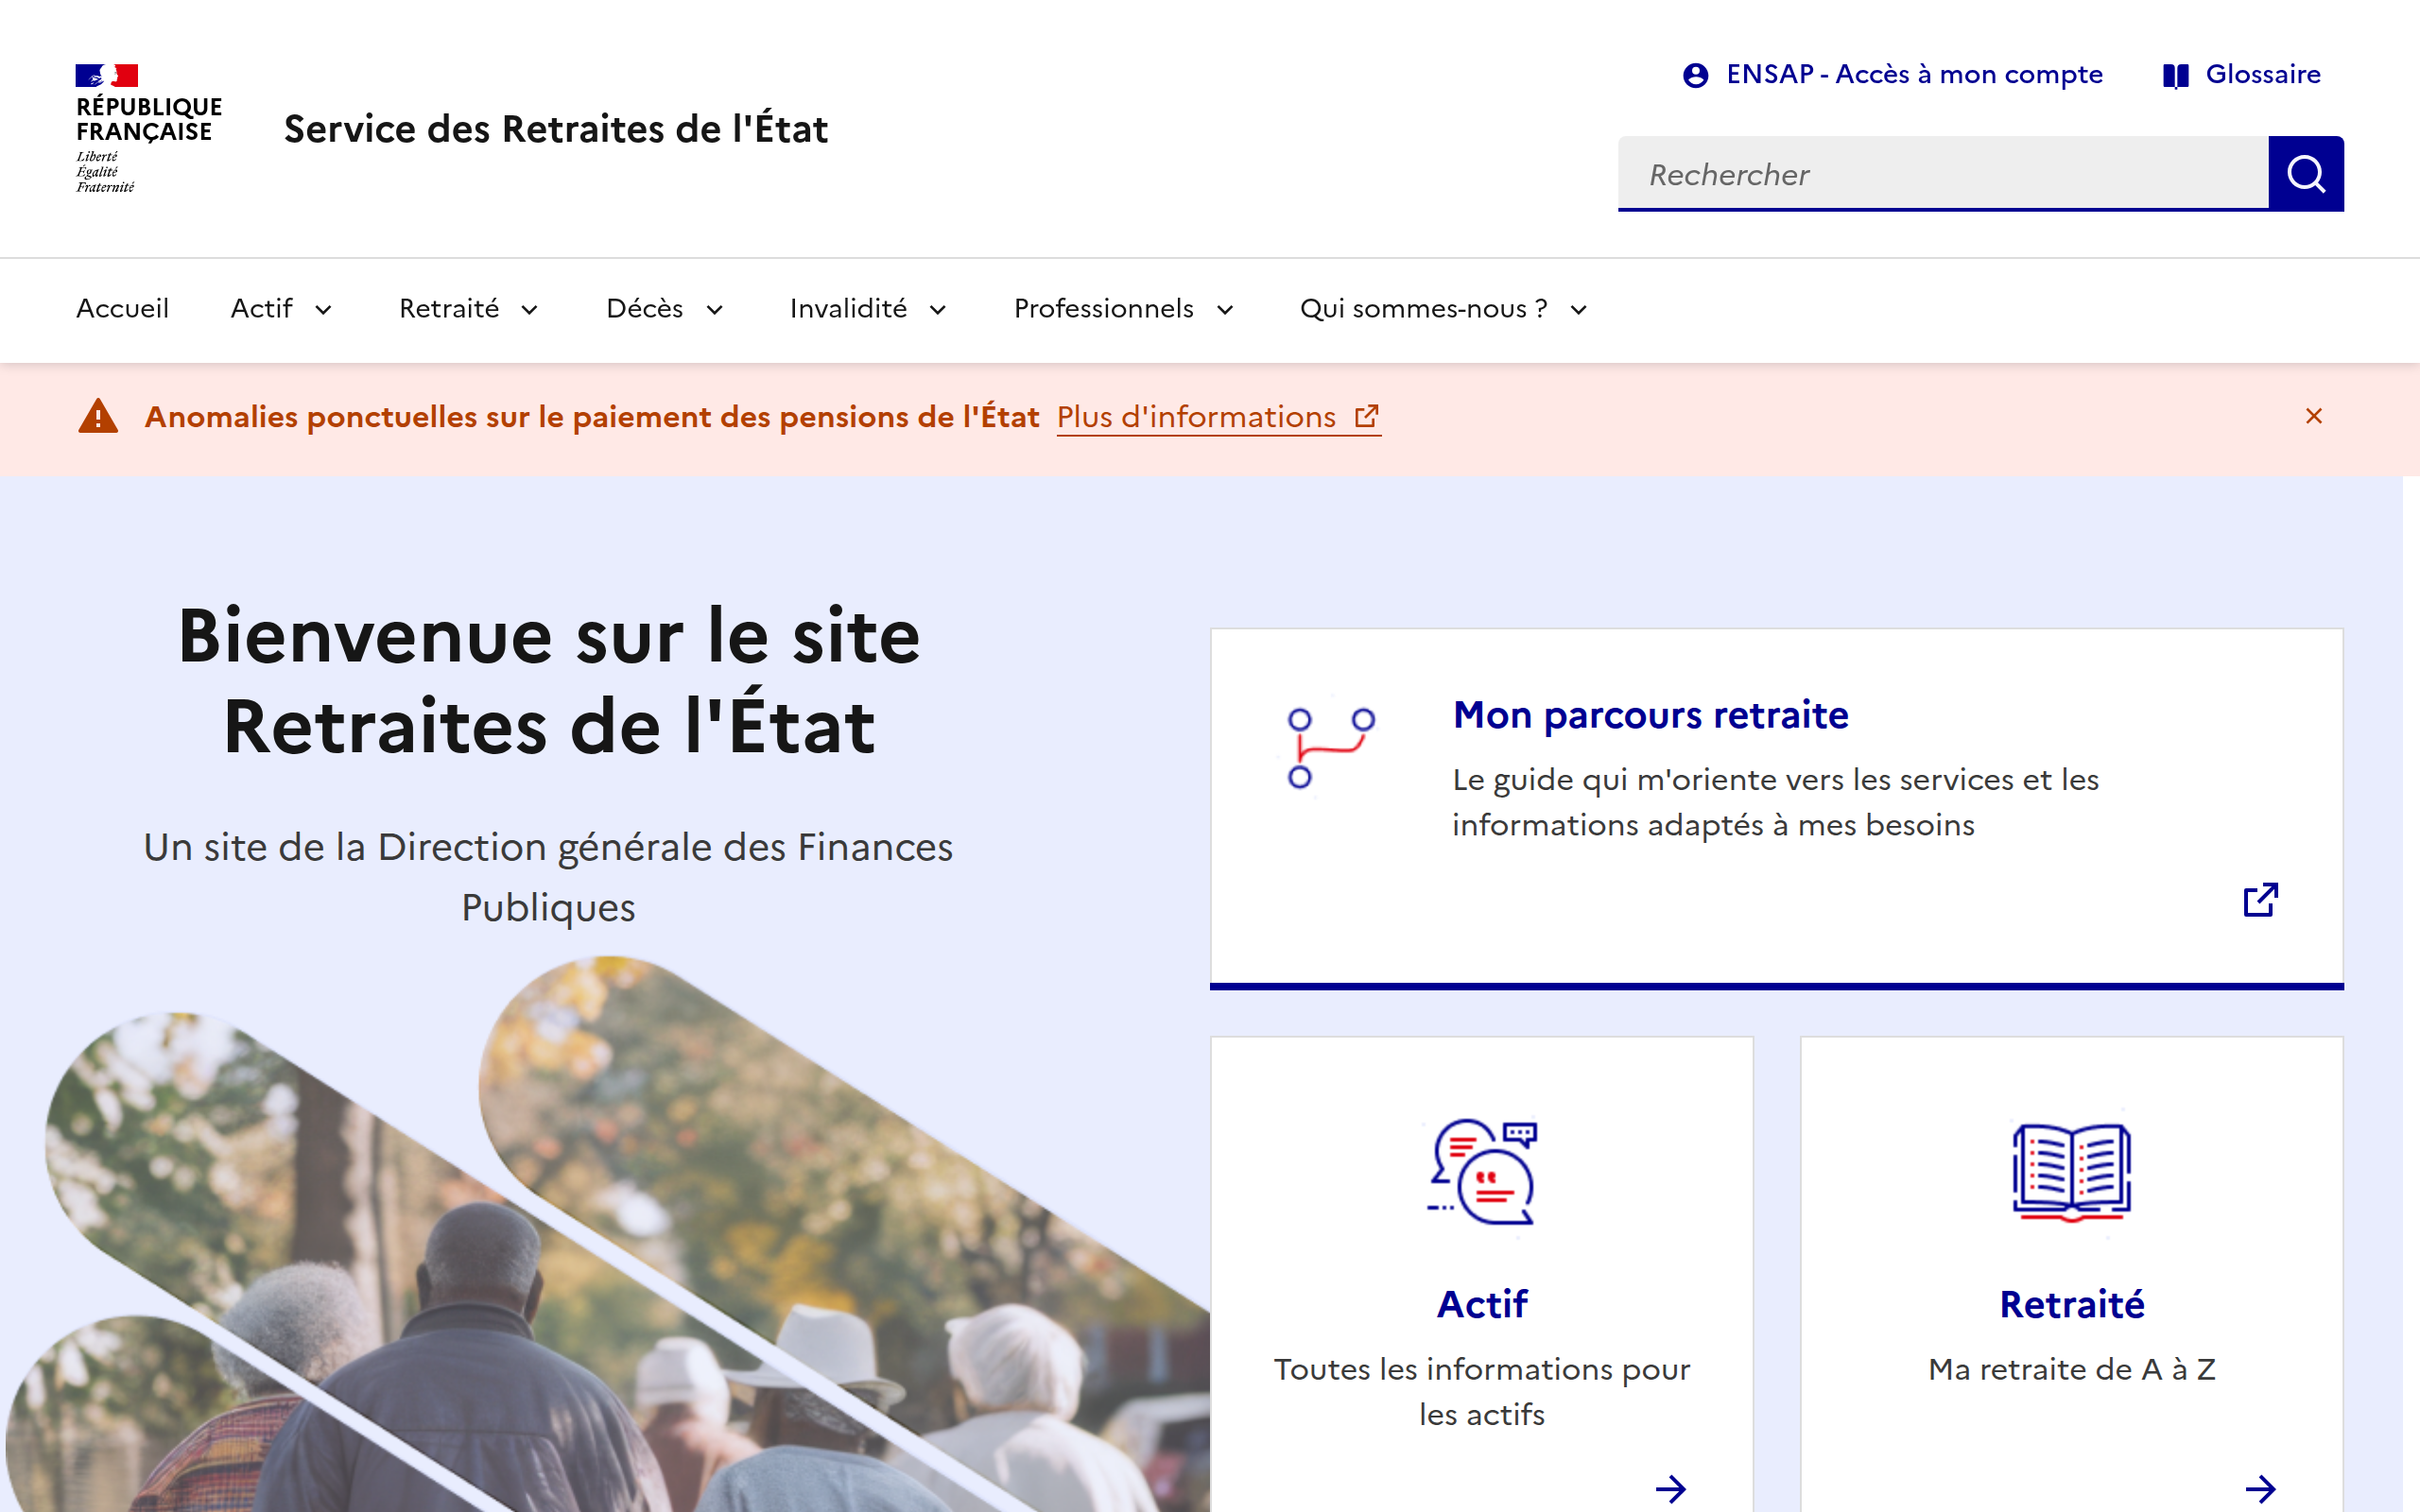 RÉPUBLIQUE
FRANÇAISE
Liberté
Égalité
Fraternité
Service des Retraites de l'État
ENSAP - Accès à mon compte
Glossaire
Rechercher
Accueil
Actif
Retraité
Décès
Invalidité
Professionnels
Qui sommes-nous ?
Anomalies ponctuelles sur le paiement des pensions de l'État Plus d'informations
Bienvenue sur le site
Retraites de l'État
Un site de la Direction générale des Finances
Publiques
Mon parcours retraite
Le guide qui m'oriente vers les services et les
informations adaptés à mes besoins
Actif
Toutes les informations pour
les actifs
Retraité
Ma retraite de A à Z